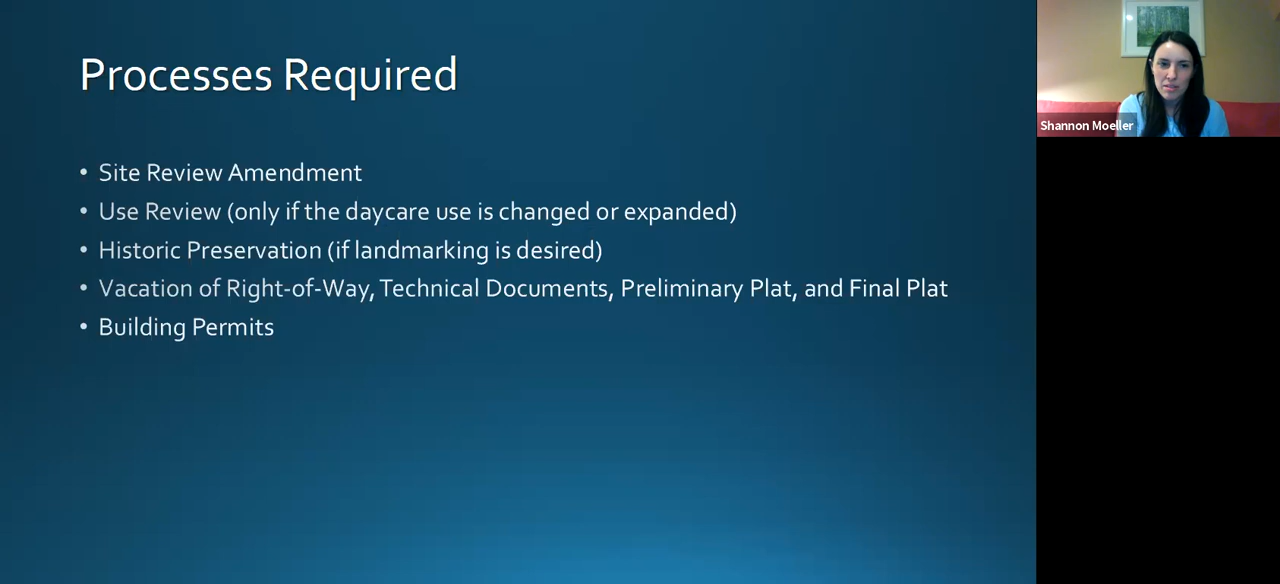 Processes Required
• Site Review Amendment
• Use Review (only if the daycare use is changed or expanded)
• Historic Preservation (if landmarking is desired)
• Vacation of Right-of-Way, Technical Documents, Preliminary Plat, and Final Plat
• Building Permits
Shannon Moeller